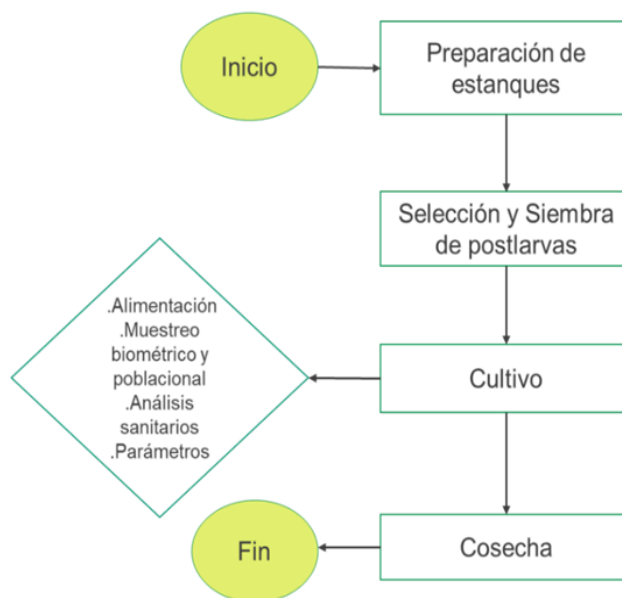 Inicio
Preparación de
estanques
Selección y Siembra
de postlarvas
.Alimentación
.Muestreo
biométrico y
poblacional
.Análisis
sanitarios
.Parámetros
Cultivo
Fin
Cosecha